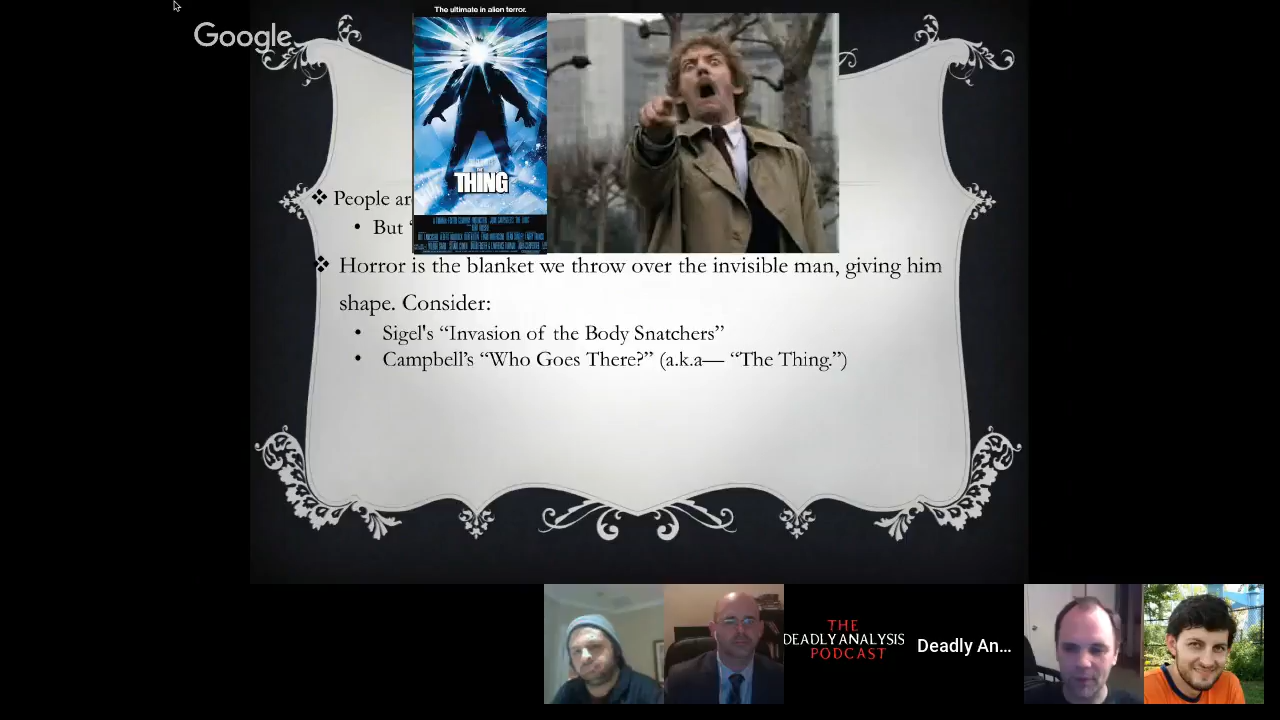 The ultimate in alien terror.
Google
THE
THING
People ar
But "
Horror is the blanket we throw over the invisible man, giving him
shape. Consider:
Sigel's “Invasion of the Body Snatchers”
Campbell’s “Who Goes There?” (a.k.a— “The Thing.”)
THE
DEADLY ANALYSIS
PODCAST
Deadly An...